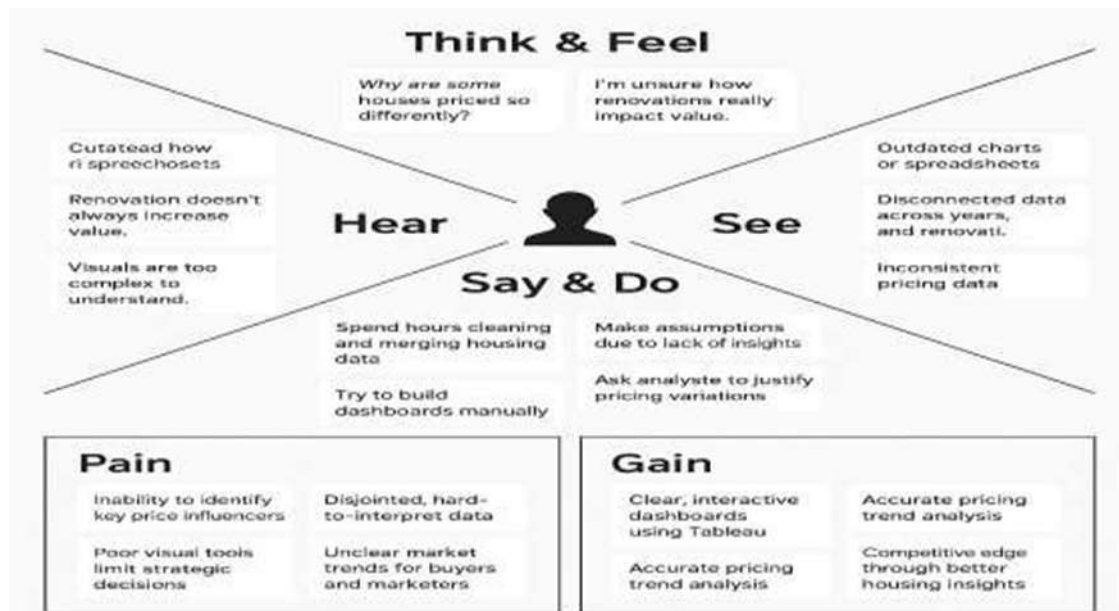 Think & Feel
Why are some
houses priced so
differently?
I'm unsure how
renovations really
impact value.
Hear
Cutatead how
ri spreechosets
Renovation doesn't
always increase
value.
Visuals are too
complex to
understand.
See
Outdated charts
or spreadsheets
Disconnected data
across years,
and renovati.
Inconsistent
pricing data
Say & Do
Spend hours cleaning
and merging housing
data
Try to build
dashboards manually
Make assumptions
due to lack of insights
Ask analyste to justify
pricing variations
Pain
Inability to identify
key price influencers
Poor visual tools
limit strategic
decisions
Disjointed, hard-
to-interpret data
Unclear market
trends for buyers
and marketers
Gain
Clear, interactive
dashboards
using Tableau
Accurate pricing
trend analysis
Accurate pricing
trend analysis
Competitive edge
through better
housing insights